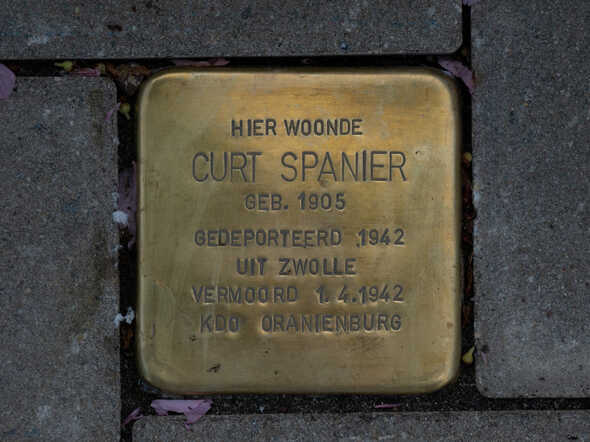 HIER WOONDE
CURT SPANIER
GEB. 1905
GEDEPORTEERD 1942
UIT ZWOLLE
VERMOORD 1.4.1942
KDO ORANIENBURG